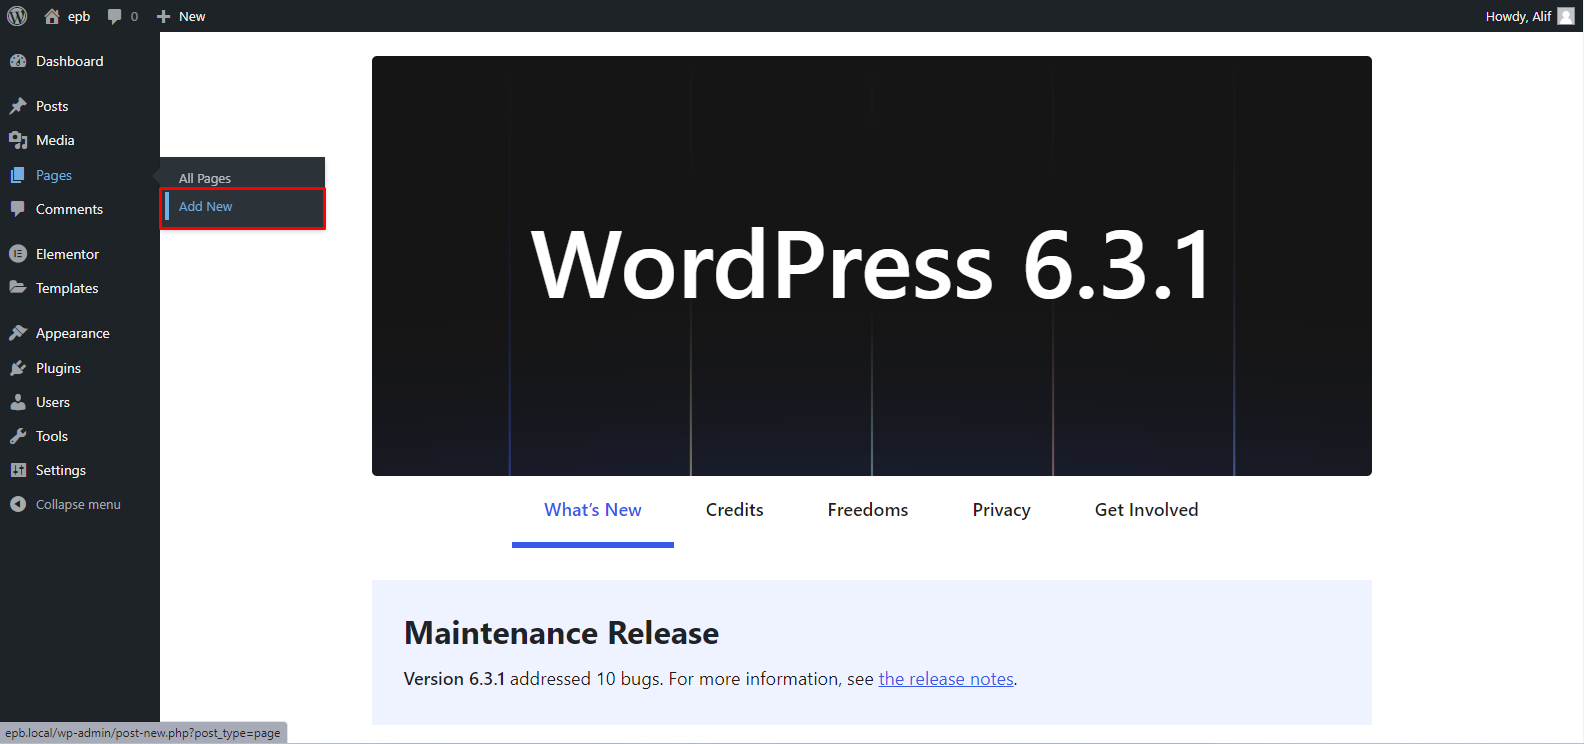 epb 0 New Howdy, Alif
Dashboard
Posts
Media
Pages
Comments
Elementor
Templates
Appearance
Plugins
Users
Tools
Settings
Collapse menu
All Pages
Add New
WordPress 6.3.1
What's New Credits Freedoms Privacy Get Involved
Maintenance Release
Version 6.3.1 addressed 10 bugs. For more information, see the release notes.
epb.local/wp-admin/post-new.php?post_type=page